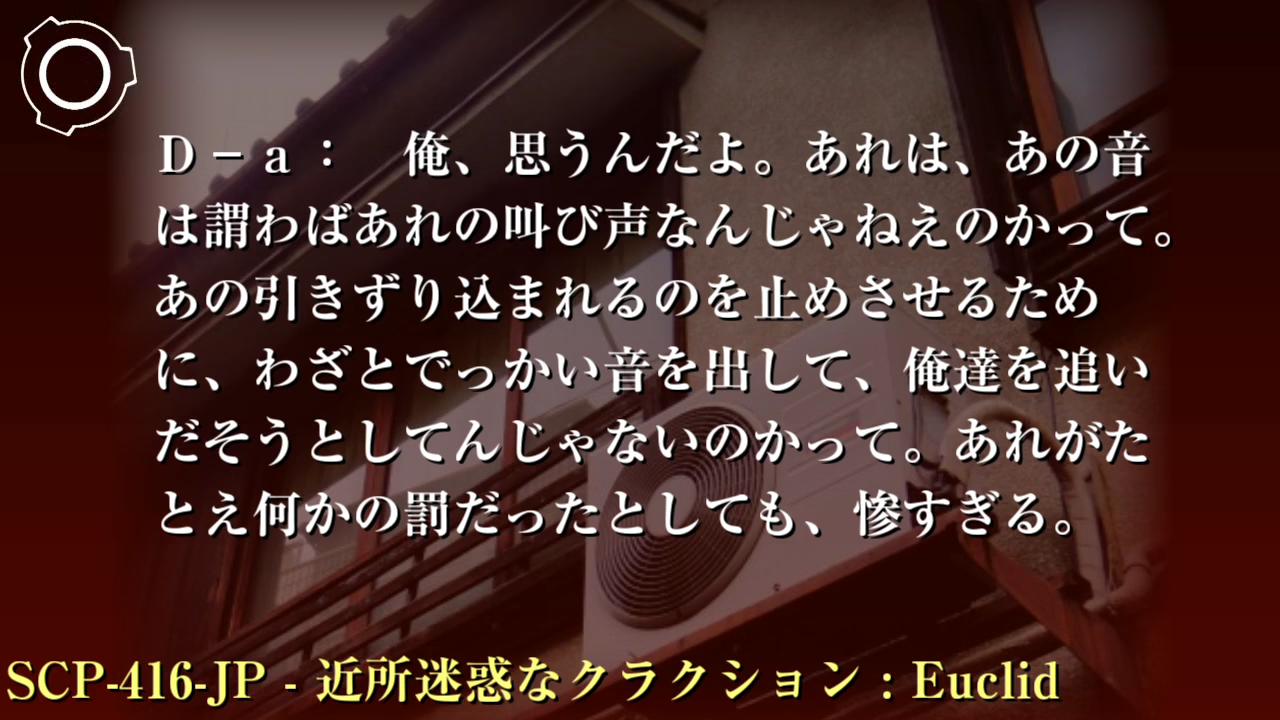 D－a：　俺、思うんだよ。あれは、あの音
は謂わばあれの叫び声なんじゃねえのかって。
あの引きずり込まれるのを止めさせるため
に、わざとでっかい音を出して、俺達を追い
だそうとしてんじゃないのかって。あれがた
とえ何かの罰だったとしても、惨すぎる。
SCP-416-JP - 近所迷惑なクラクション : Euclid